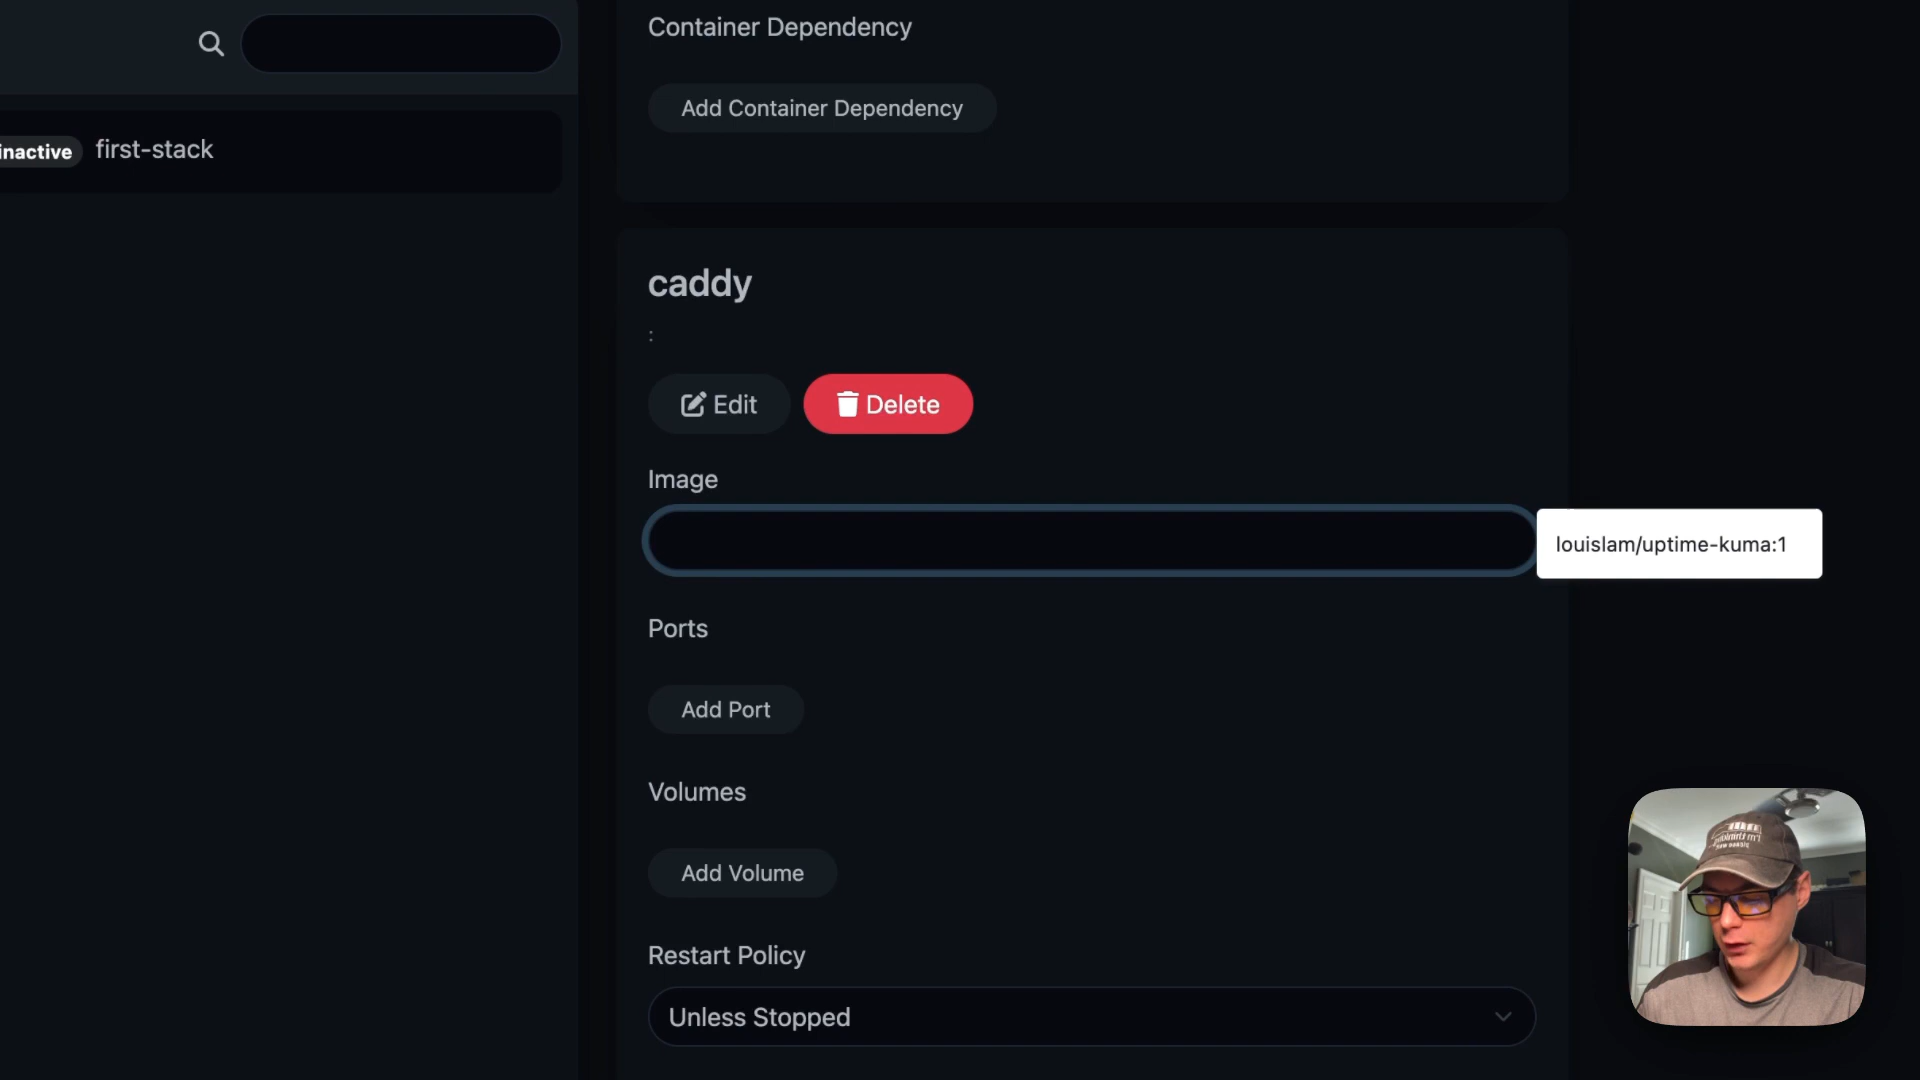 Container Dependency
Add Container Dependency
inactive first-stack
caddy
:
Edit
Delete
Image
louislam/uptime-kuma:1
Ports
Add Port
Volumes
Add Volume
Restart Policy
Unless Stopped